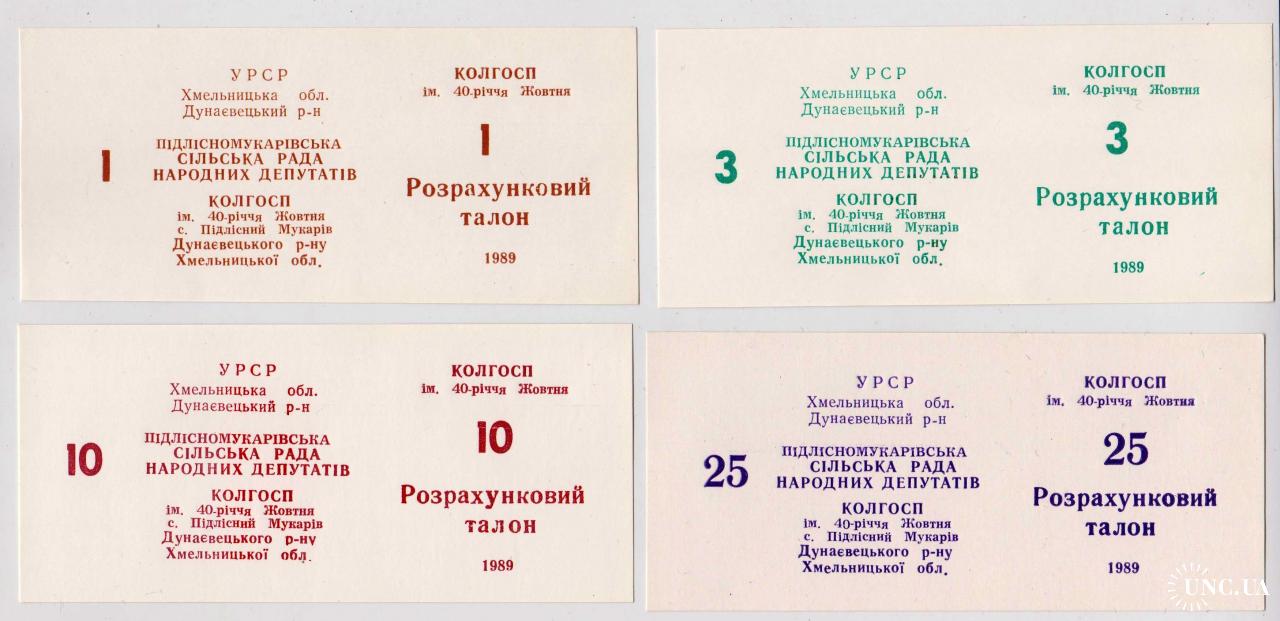 УРСР
Хмельницька обл.
Дунаєвецький р-н
1
ПІДЛІСНОМУКАРІВСЬКА
СІЛЬСЬКА РАДА
НАРОДНИХ ДЕПУТАТІВ
КОЛГОСП
ім. 40-річчя Жовтня
с. Підлісний Мукарів
Дунаєвецького р-ну
Хмельницької обл.
КОЛГОСП
ім. 40-річчя Жовтня
1
Розрахунковий
талон
1989
УРСР
Хмельницька обл.
Дунаєвецький р-н
3
ПІДЛІСНОМУКАРІВСЬКА
СІЛЬСЬКА РАДА
НАРОДНИХ ДЕПУТАТІВ
КОЛГОСП
ім. 40-річчя Жовтня
с. Підлісний Мукарів
Дунаєвецького р-ну
Хмельницької обл.
КОЛГОСП
ім. 40-річчя Жовтня
3
Розрахунковий
талон
1989
УРСР
Хмельницька обл.
Дунаєвецький р-н
10
ПІДЛІСНОМУКАРІВСЬКА
СІЛЬСЬКА РАДА
НАРОДНИХ ДЕПУТАТІВ
КОЛГОСП
ім. 40-річчя Жовтня
с. Підлісний Мукарів
Дунаєвецького р-ну
Хмельницької обл.
КОЛГОСП
ім. 40-річчя Жовтня
10
Розрахунковий
талон
1989
УРСР
Хмельницька обл.
Дунаєвецький р-н
25
ПІДЛІСНОМУКАРІВСЬКА
СІЛЬСЬКА РАДА
НАРОДНИХ ДЕПУТАТІВ
КОЛГОСП
ім. 40-річчя Жовтня
с. Підлісний Мукарів
Дунаєвецького р-ну
Хмельницької обл.
КОЛГОСП
ім. 40-річчя Жовтня
25
Розрахунковий
талон
1989
UNC.UA